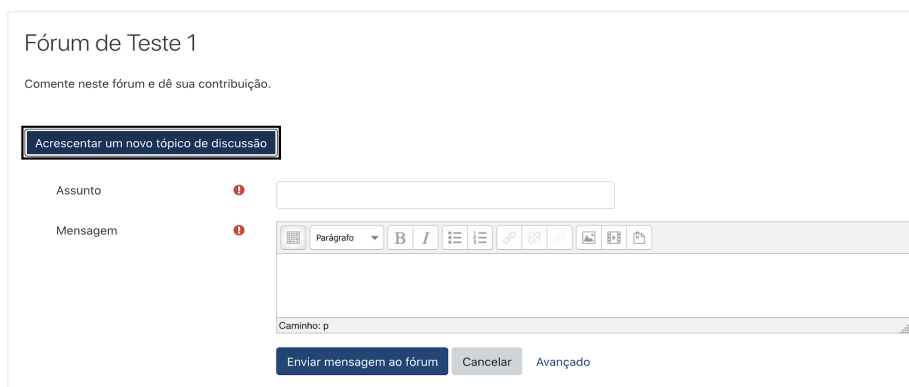 Fórum de Teste 1
Comente neste fórum e dê sua contribuição.
Acrescentar um novo tópico de discussão
Assunto
Mensagem
Parágrafo
B I
Caminho: p
Enviar mensagem ao fórum Cancelar Avançado